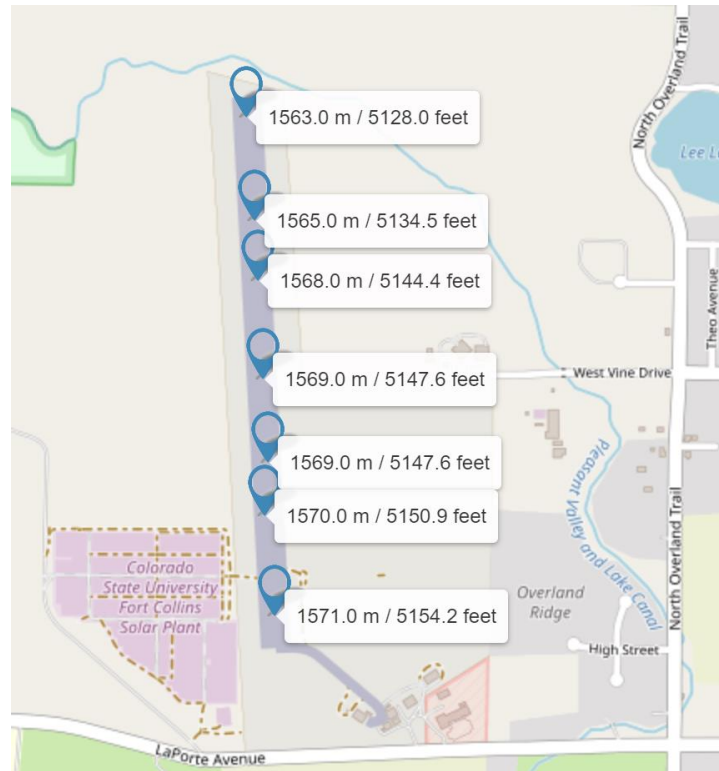 North Overland Trail
1563.0 m / 5128.0 feet
Lee L
1565.0 m / 5134.5 feet
1568.0 m / 5144.4 feet
Theo Avenue
West Vine Drive
1569.0 m / 5147.6 feet
1569.0 m / 5147.6 feet
Pleasant Valley and Lake Canal
1570.0 m / 5150.9 feet
North Overland Trail
Colorado
State University
Fort Collins
Solar Plant
Overland
Ridge
1571.0 m / 5154.2 feet
High Street
LaPorte Avenue